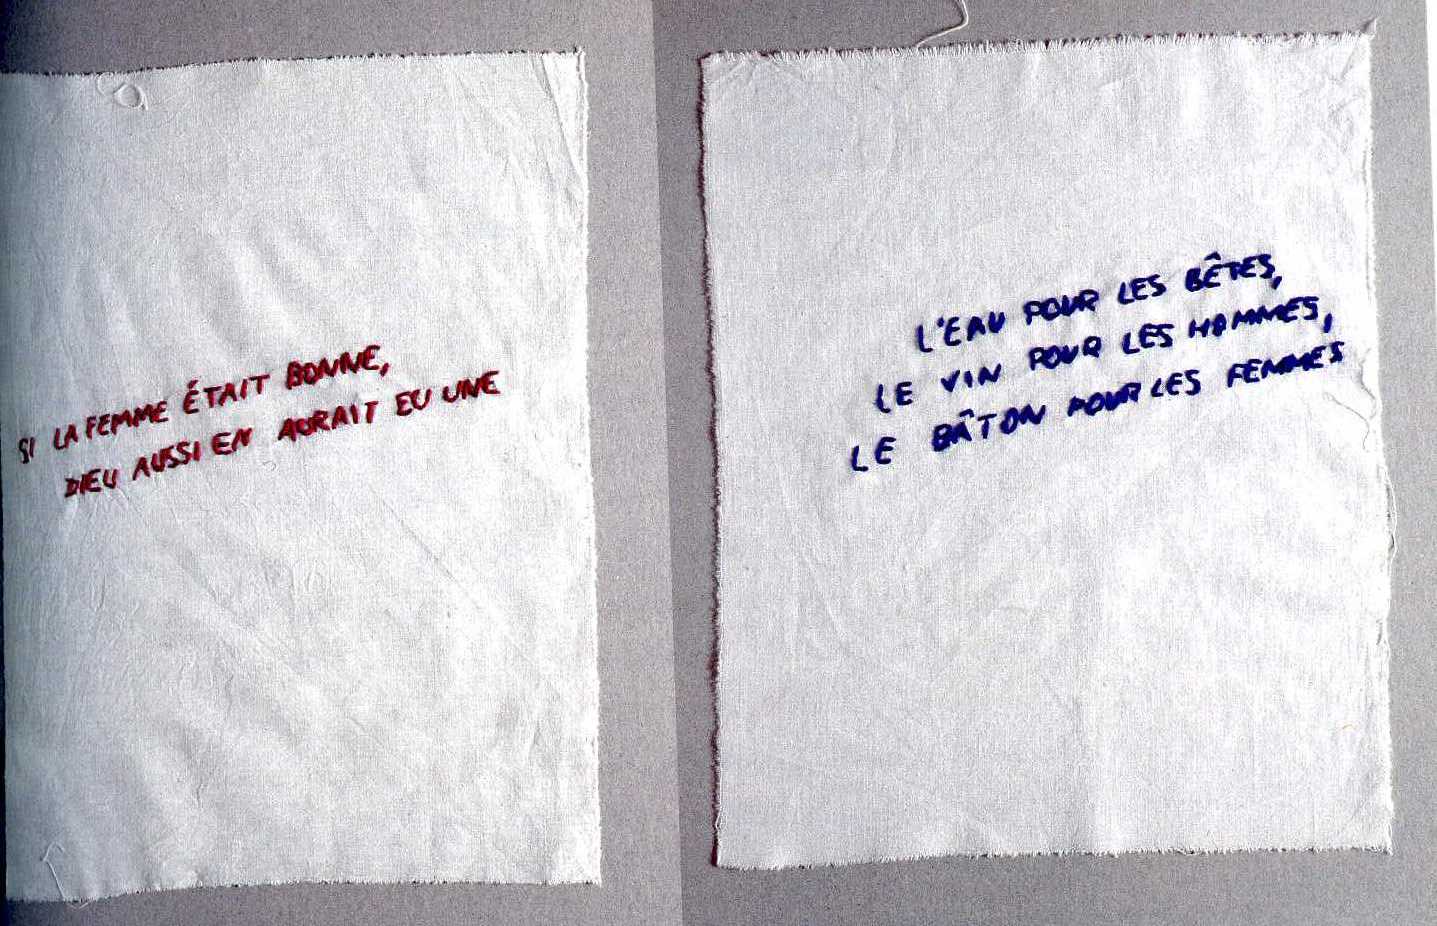 SI LA FEMME ÉTAIT BONNE,
DIEU AUSSI EN AURAIT EU UNE
L'EAU POUR LES BÊTES,
LE VIN POUR LES HOMMES,
LE BÂTON POUR LES FEMMES